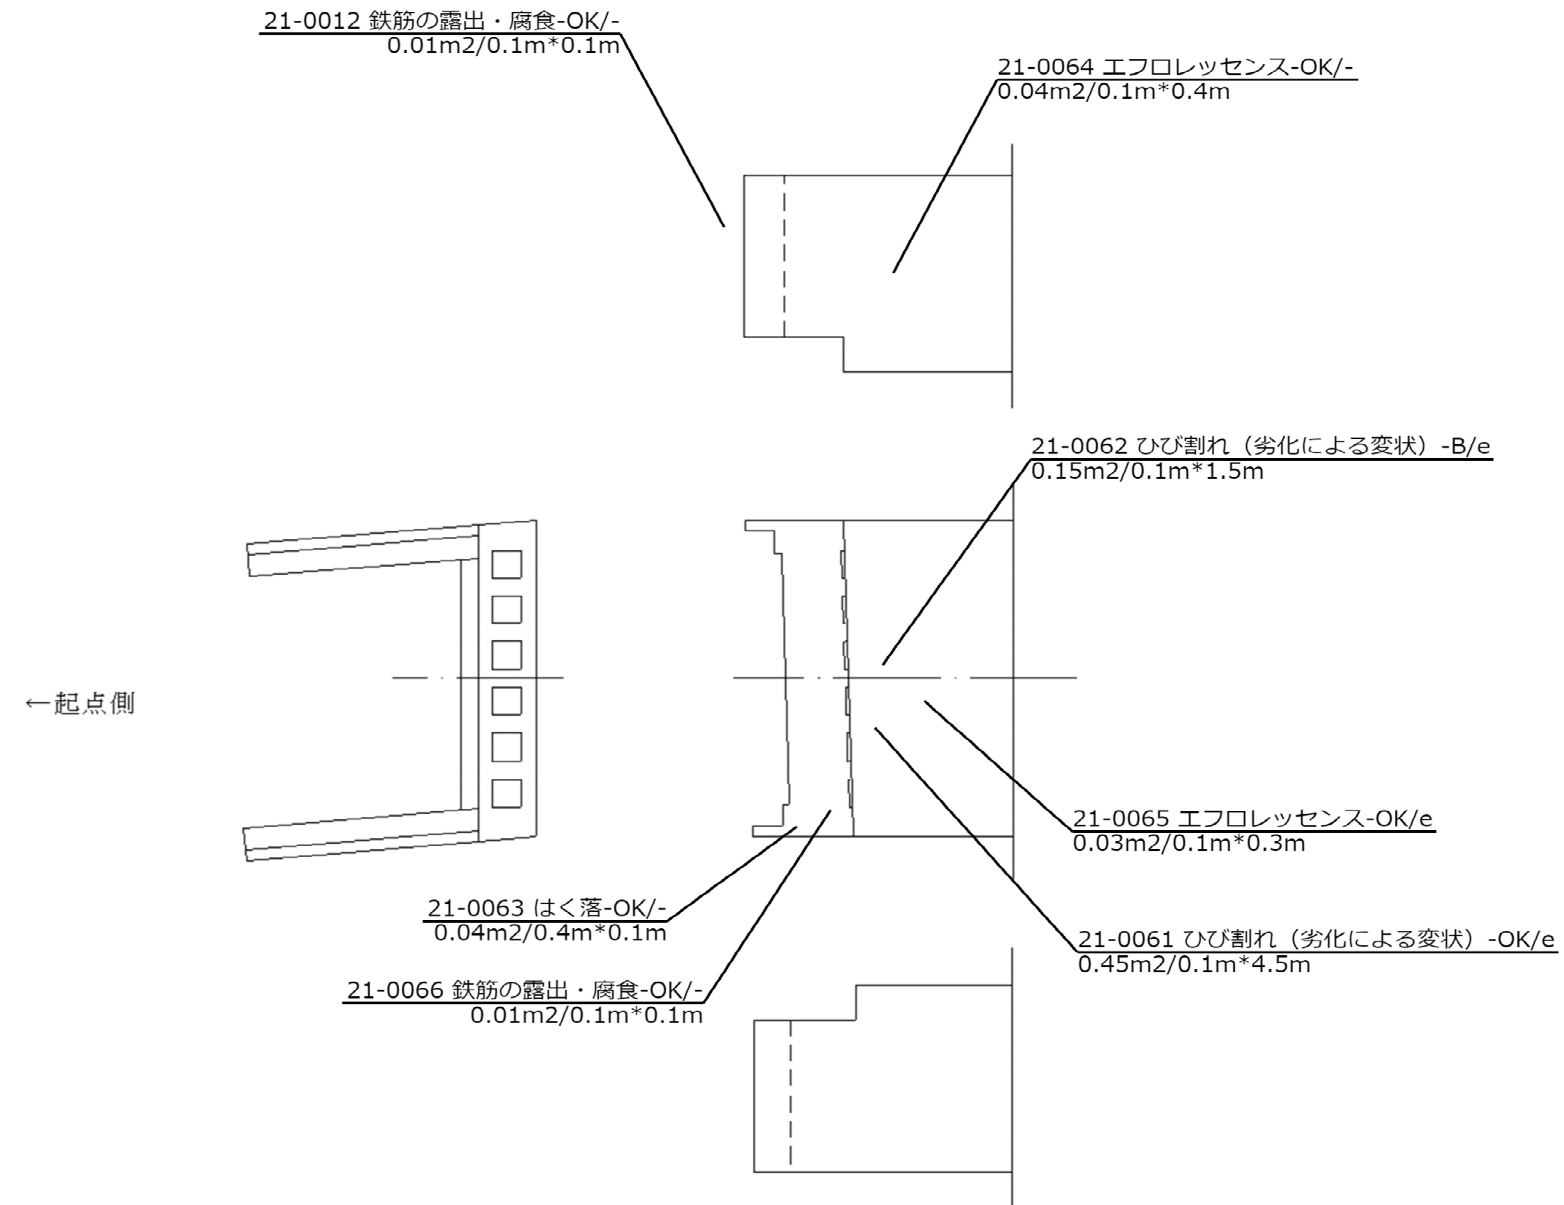 21-0012 鉄筋の露出・腐食-OK/-
0.01m2/0.1m*0.1m
21-0064 エフロレッセンス-OK/-
0.04m2/0.1m*0.4m
21-0062 ひび割れ（劣化による変状）-B/e
0.15m2/0.1m*1.5m
←起点側
21-0065 エフロレッセンス-OK/e
0.03m2/0.1m*0.3m
21-0063 はく落-OK/-
0.04m2/0.4m*0.1m
21-0061 ひび割れ（劣化による変状）-OK/e
0.45m2/0.1m*4.5m
21-0066 鉄筋の露出・腐食-OK/-
0.01m2/0.1m*0.1m